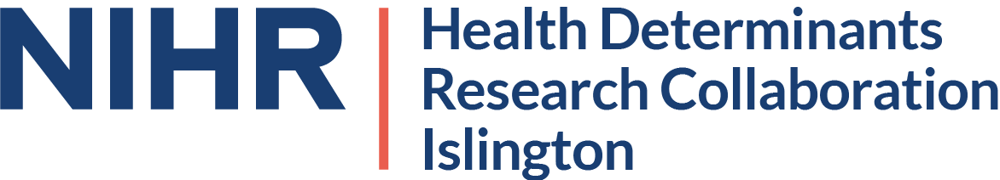 NIHR
Health Determinants
Research Collaboration
Islington